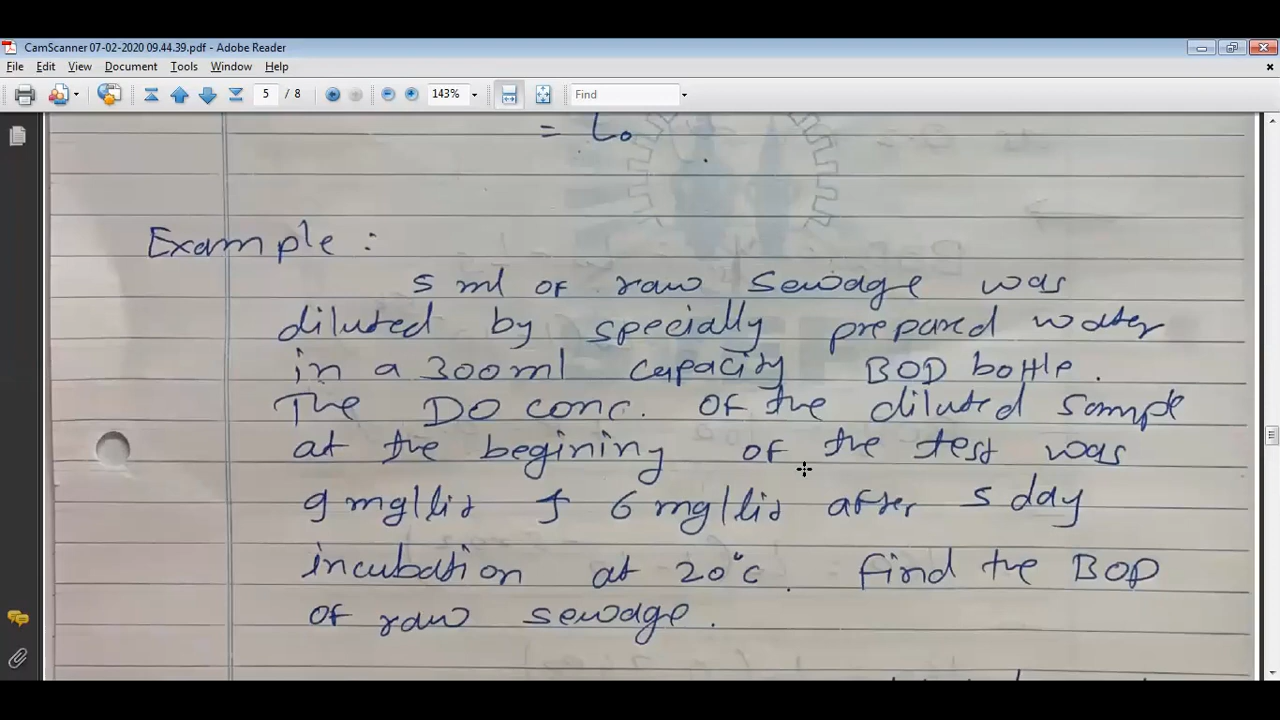 CamScanner 07-02-2020 09.44.39.pdf - Adobe Reader
File Edit View Document Tools Window Help
5 / 8 143% Find
= L₀
Example :
5 ml of raw sewage was
diluted by specially prepared water
in a 300ml capacity BOD bottle.
The DO conc. of the diluted sample
at the begining of the test was
9 mg/lit & 6 mg/lit after 5 day
incubation at 20°c. find the BOD
of raw sewage.